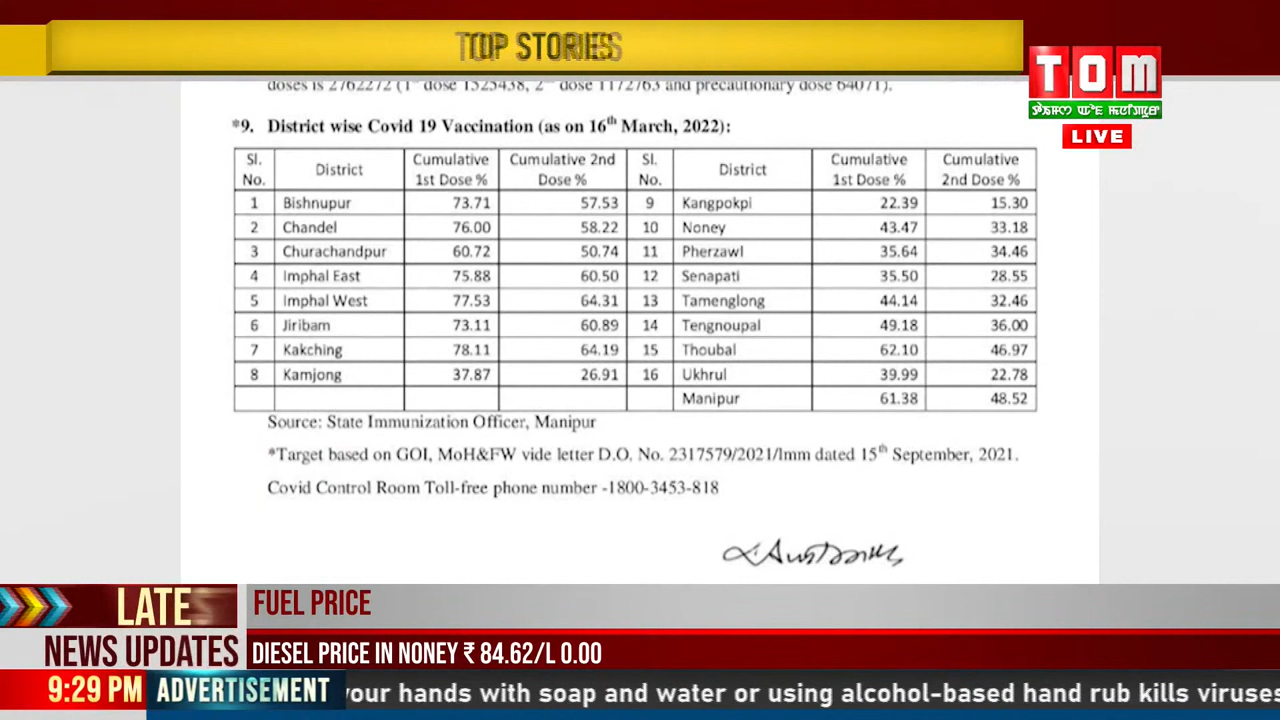 TOP STORIES
TOM
LIVE
doses is 2762272 (1st dose 1525438, 2nd dose 1172763 and precautionary dose 64071).
*9. District wise Covid 19 Vaccination (as on 16th March, 2022):
Sl. No. District Cumulative 1st Dose % Cumulative 2nd Dose % Sl. No. District Cumulative 1st Dose % Cumulative 2nd Dose %
1 Bishnupur 73.71 57.53 9 Kangpokpi 22.39 15.30
2 Chandel 76.00 58.22 10 Noney 43.47 33.18
3 Churachandpur 60.72 50.74 11 Pherzawl 35.64 34.46
4 Imphal East 75.88 60.50 12 Senapati 35.50 28.55
5 Imphal West 77.53 64.31 13 Tamenglong 44.14 32.46
6 Jiribam 73.11 60.89 14 Tengnoupal 49.18 36.00
7 Kakching 78.11 64.19 15 Thoubal 62.10 46.97
8 Kamjong 37.87 26.91 16 Ukhrul 39.99 22.78
Manipur 61.38 48.52
Source: State Immunization Officer, Manipur
*Target based on GOI, MoH&FW vide letter D.O. No. 2317579/2021/Imm dated 15th September, 2021.
Covid Control Room Toll-free phone number -1800-3453-818
LATES
NEWS UPDATES
FUEL PRICE
DIESEL PRICE IN NONEY ₹ 84.62/L 0.00
9:29 PM ADVERTISEMENT your hands with soap and water or using alcohol-based hand rub kills viruses